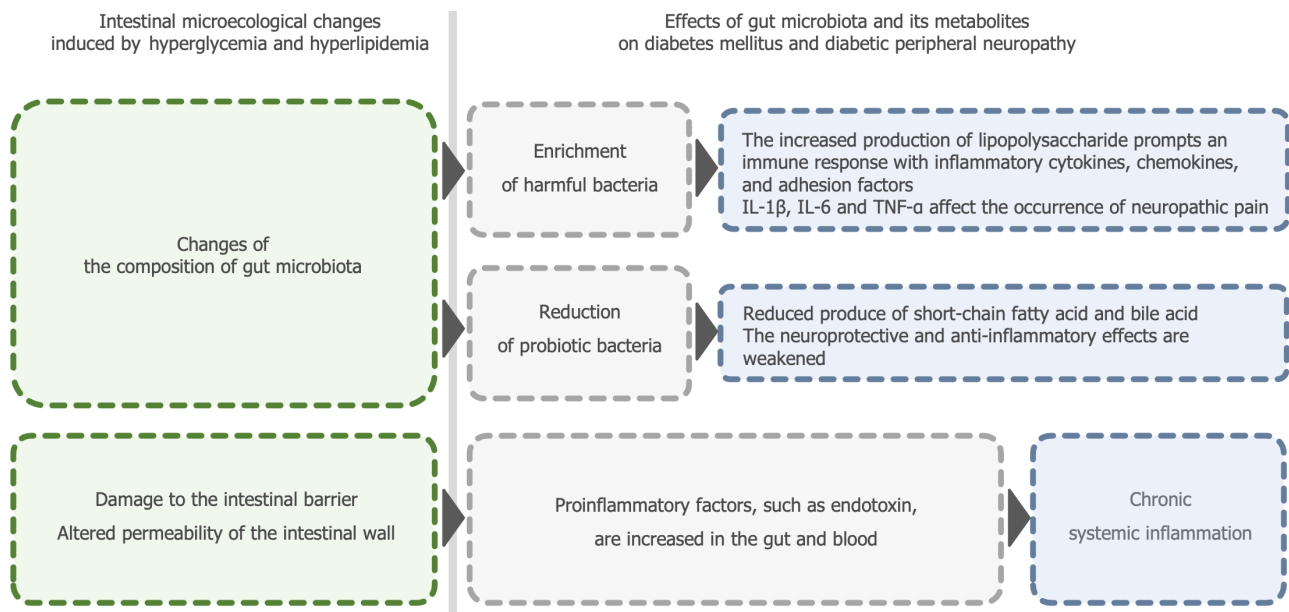 Intestinal microecological changes
induced by hyperglycemia and hyperlipidemia
Effects of gut microbiota and its metabolites
on diabetes mellitus and diabetic peripheral neuropathy
Changes of
the composition of gut microbiota
Enrichment
of harmful bacteria
The increased production of lipopolysaccharide prompts an
immune response with inflammatory cytokines, chemokines,
and adhesion factors
IL-1β, IL-6 and TNF-α affect the occurrence of neuropathic pain
Reduction
of probiotic bacteria
Reduced produce of short-chain fatty acid and bile acid
The neuroprotective and anti-inflammatory effects are
weakened
Damage to the intestinal barrier
Altered permeability of the intestinal wall
Proinflammatory factors, such as endotoxin,
are increased in the gut and blood
Chronic
systemic inflammation